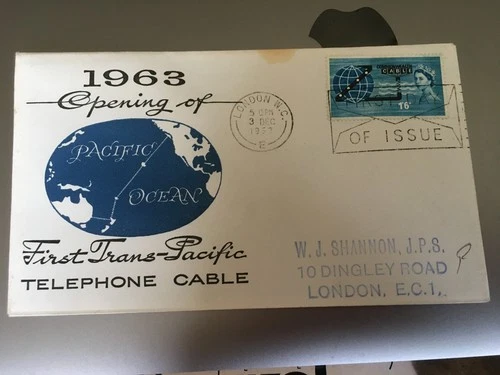 1963
Opening of
PACIFIC
OCEAN
First Trans-Pacific
TELEPHONE CABLE
LONDON W.C.
3 DEC
E
CABLE
1/6
OF ISSUE
W. J. SHANNON, J.P.S.
10 DINGLEY ROAD
LONDON, E.C.1,